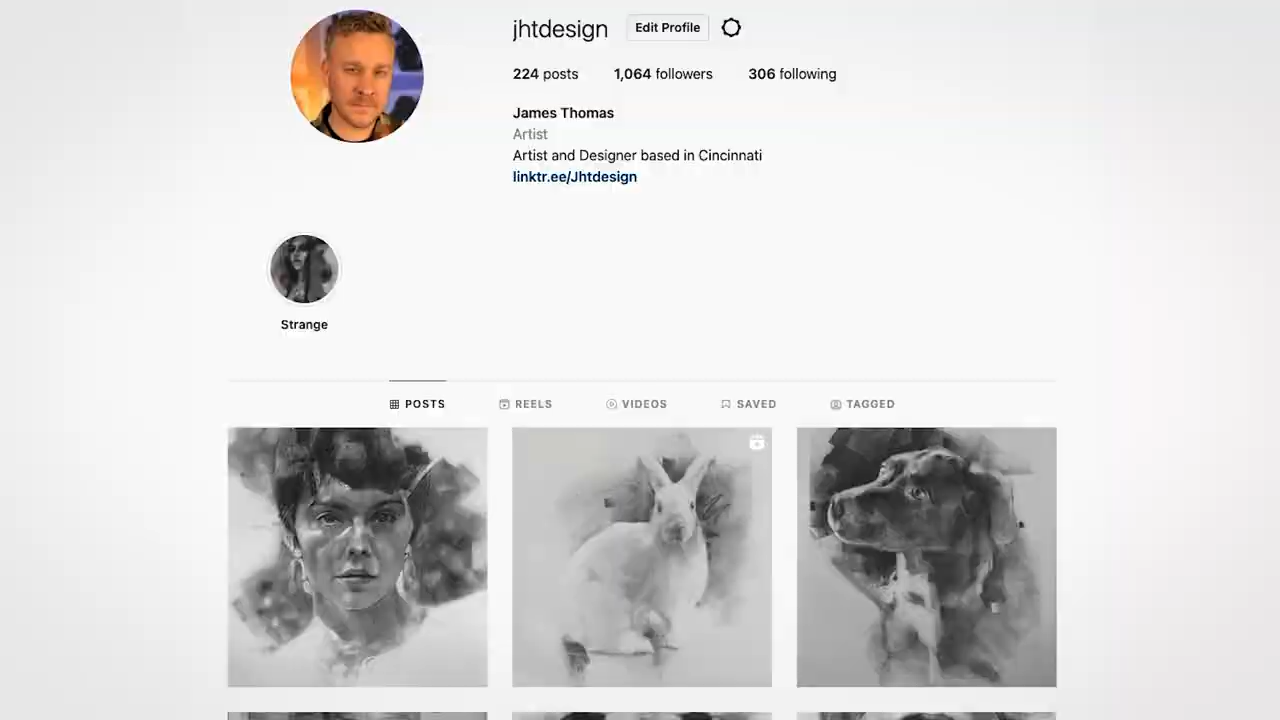 jhtdesign Edit Profile
224 posts 1,064 followers 306 following
James Thomas
Artist
Artist and Designer based in Cincinnati
linktr.ee/Jhtdesign
Strange
POSTS REELS VIDEOS SAVED TAGGED